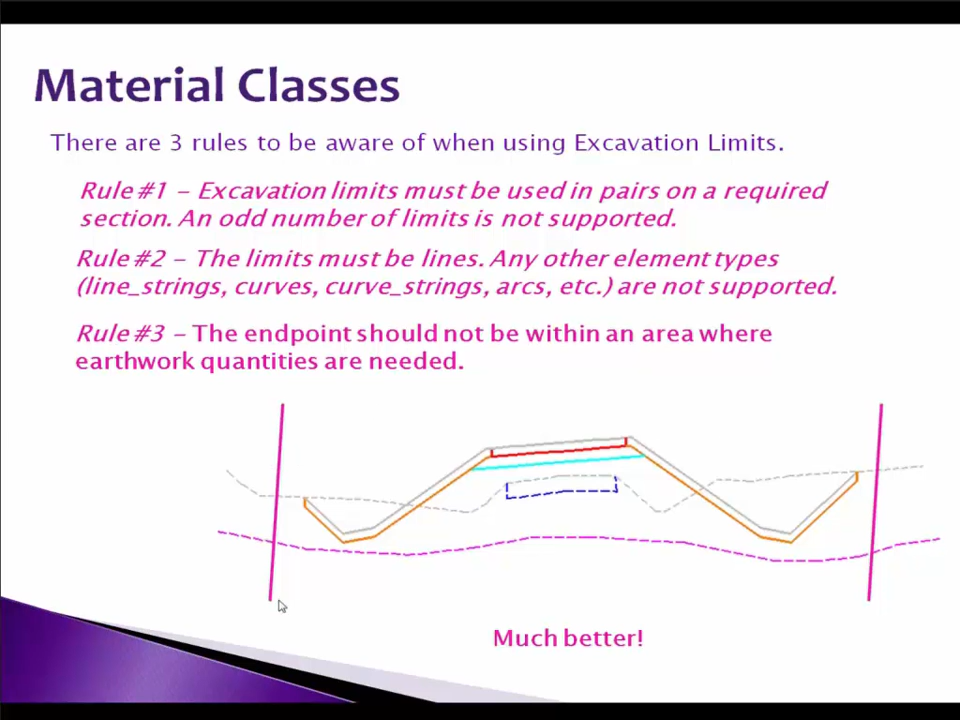 Material Classes
There are 3 rules to be aware of when using Excavation Limits.
Rule #1 – Excavation limits must be used in pairs on a required
section. An odd number of limits is not supported.
Rule #2 – The limits must be lines. Any other element types
(line_strings, curves, curve_strings, arcs, etc.) are not supported.
Rule #3 – The endpoint should not be within an area where
earthwork quantities are needed.
Much better!